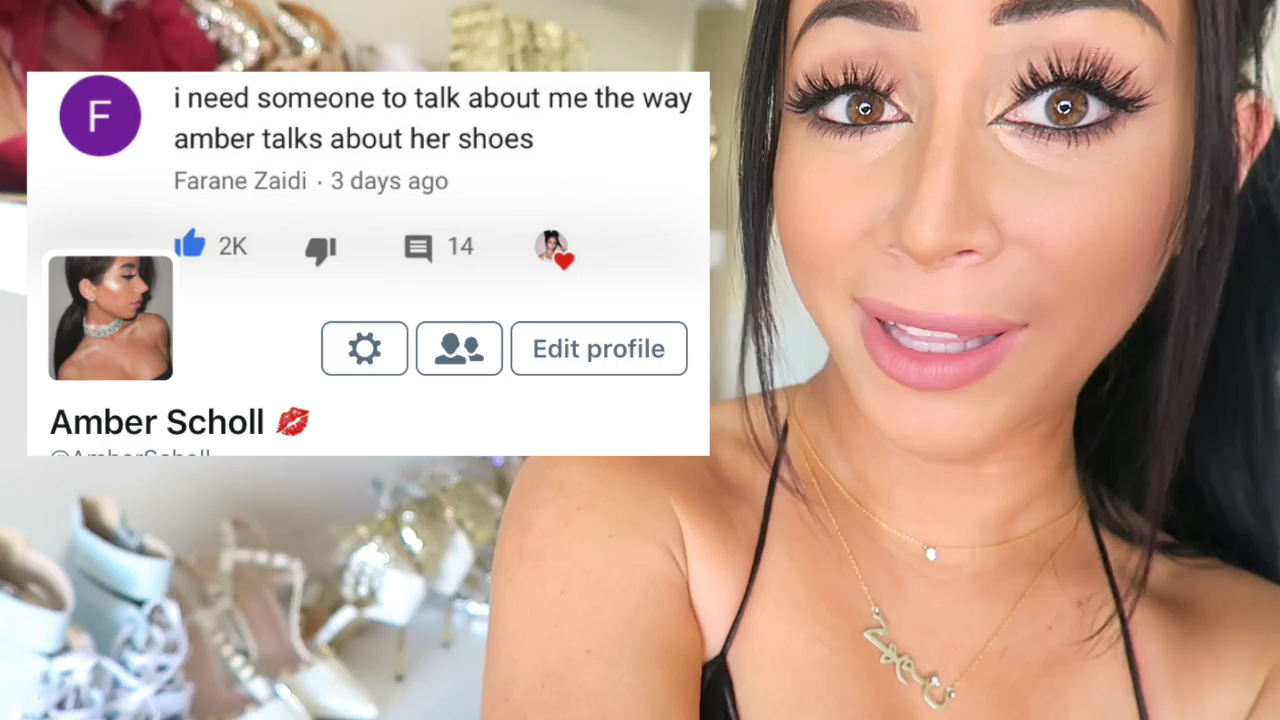 F
i need someone to talk about me the way
amber talks about her shoes
Farane Zaidi · 3 days ago
2K 14
Edit profile
Amber Scholl 💋
@AmberScholl